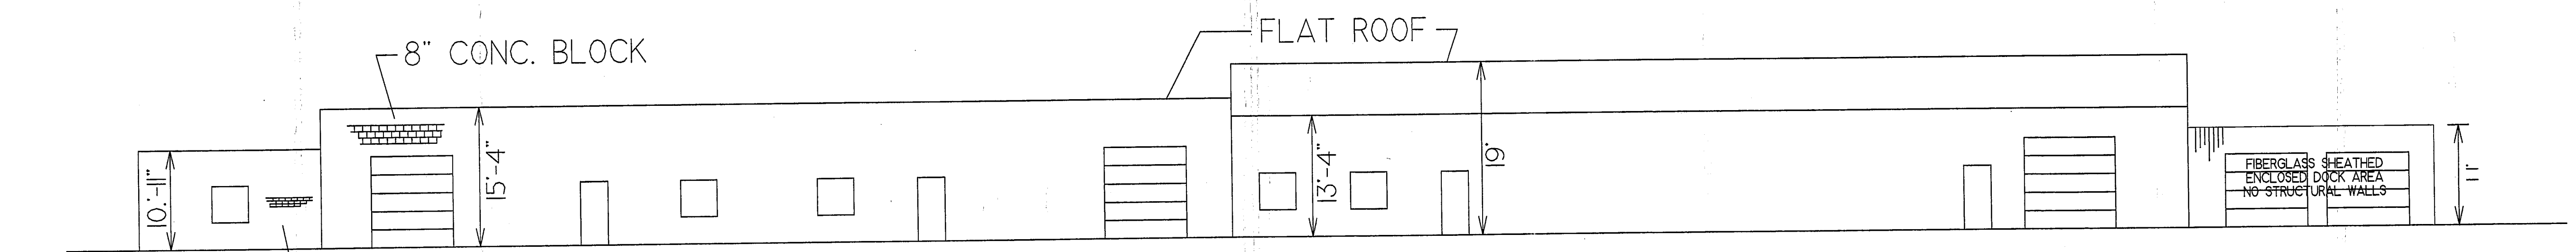 8" CONC. BLOCK
FLAT ROOF
10.'-11"
15'-4"
13'-4"
19'
FIBERGLASS SHEATHED
ENCLOSED DOCK AREA
NO STRUCTURAL WALLS
11'